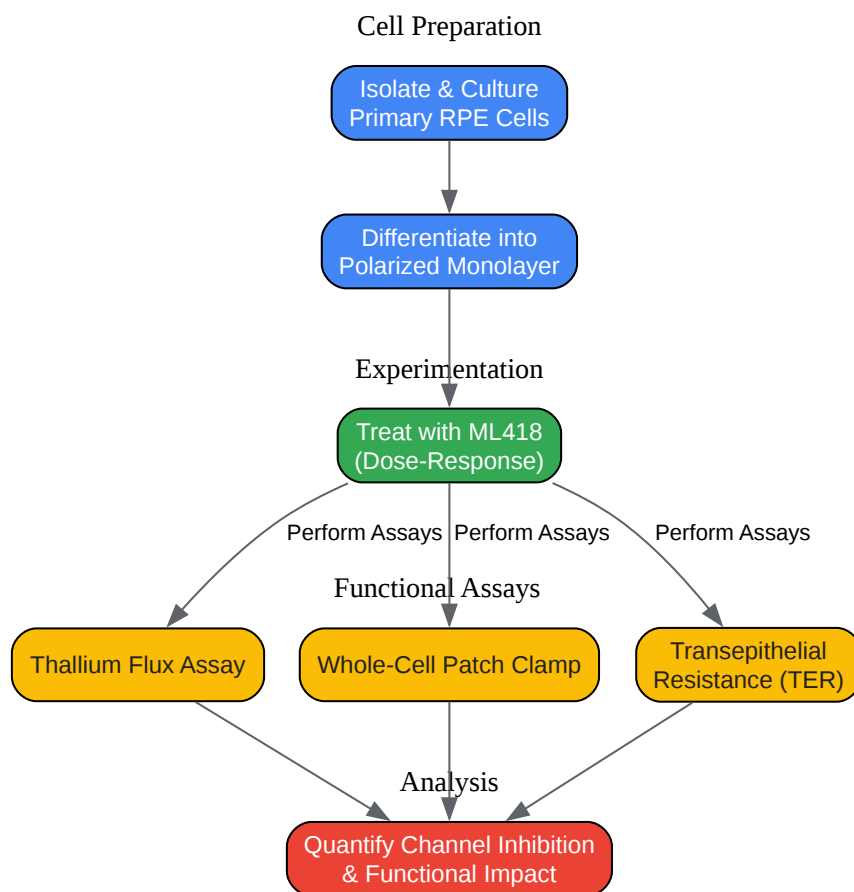 Cell Preparation
Isolate & Culture
Primary RPE Cells
Differentiate into
Polarized Monolayer
Experimentation
Treat with ML418
(Dose-Response)
Perform Assays
Perform Assays
Perform Assays
Functional Assays
Thallium Flux Assay
Whole-Cell Patch Clamp
Transepithelial
Resistance (TER)
Analysis
Quantify Channel Inhibition
& Functional Impact